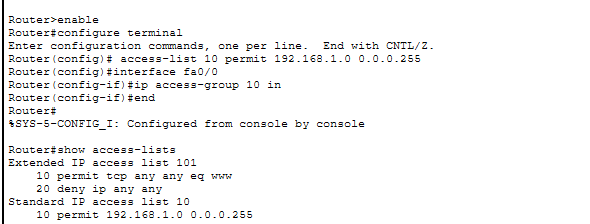 Router>enable
Router#configure terminal
Enter configuration commands, one per line.  End with CNTL/Z.
Router(config)# access-list 10 permit 192.168.1.0 0.0.0.255
Router(config)#interface fa0/0
Router(config-if)#ip access-group 10 in
Router(config-if)#end
Router#
%SYS-5-CONFIG_I: Configured from console by console
Router#show access-lists
Extended IP access list 101
    10 permit tcp any any eq www
    20 deny ip any any
Standard IP access list 10
    10 permit 192.168.1.0 0.0.0.255